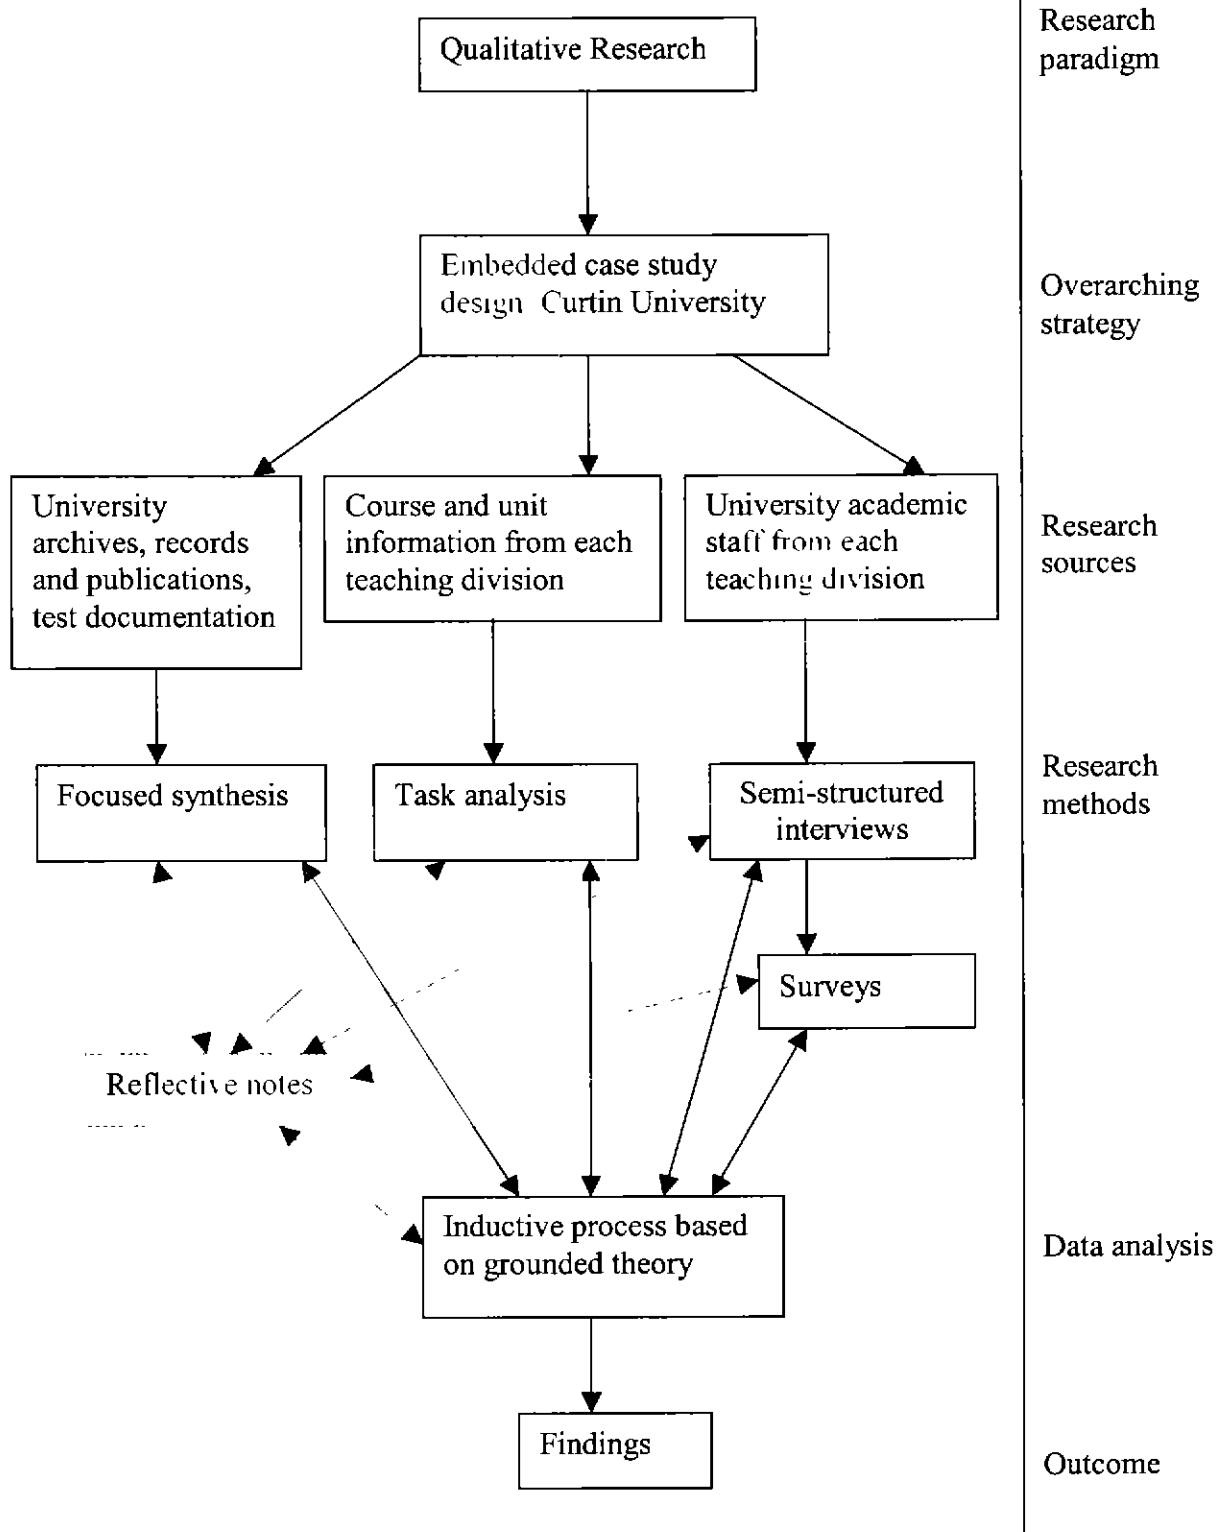 Qualitative Research
Research
paradigm
Embedded case study
design Curtin University
Overarching
strategy
University
archives, records
and publications,
test documentation
Course and unit
information from each
teaching division
University academic
staff from each
teaching division
Research
sources
Focused synthesis
Task analysis
Semi-structured
interviews
Research
methods
Surveys
Reflective notes
Inductive process based
on grounded theory
Data analysis
Findings
Outcome